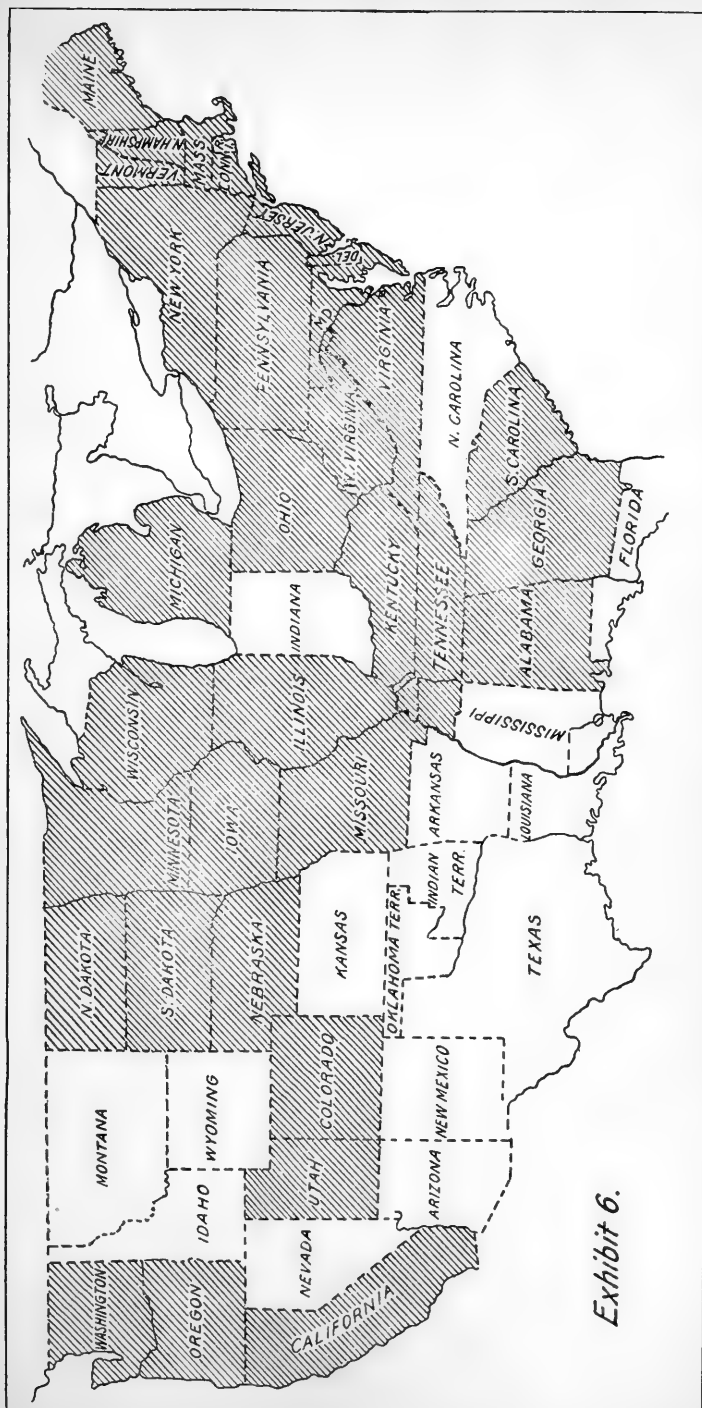 WASHINGTON
OREGON
CALIFORNIA
NEVADA
IDAHO
MONTANA
WYOMING
UTAH
COLORADO
ARIZONA
NEW MEXICO
N. DAKOTA
S. DAKOTA
NEBRASKA
KANSAS
OKLAHOMA TERR.
INDIAN
TERR.
TEXAS
MINNESOTA
IOWA
MISSOURI
ARKANSAS
LOUISIANA
WISCONSIN
ILLINOIS
MICHIGAN
INDIANA
OHIO
KENTUCKY
TENNESSEE
MISSISSIPPI
ALABAMA
GEORGIA
FLORIDA
S. CAROLINA
N. CAROLINA
VIRGINIA
W. VIRGINIA
MD.
DEL.
N. JERSEY
PENNSYLVANIA
NEW YORK
VERMONT
N. HAMPSHIRE
MAINE
MASS.
CONN.
R.
Exhibit 6.